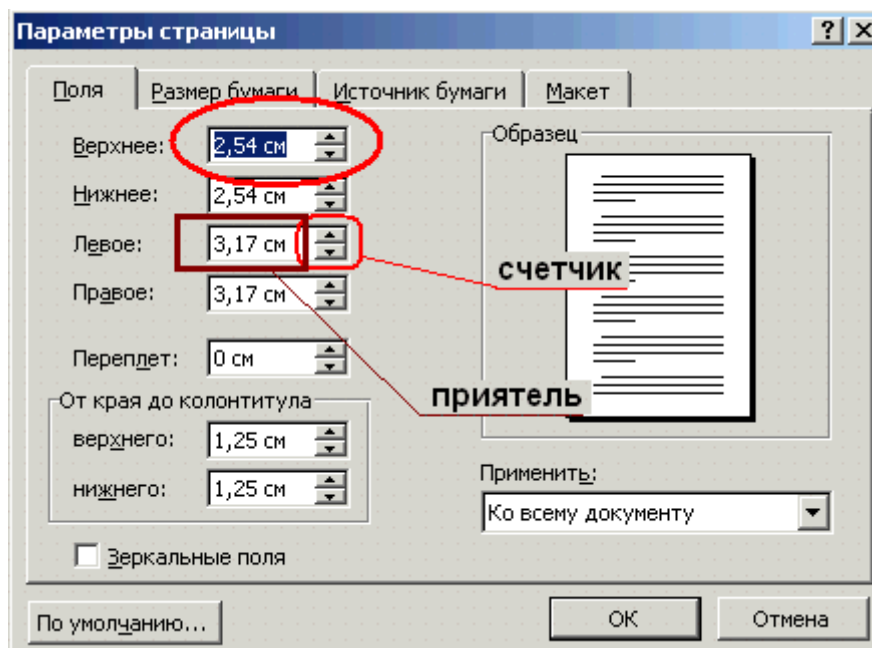 Параметры страницы
Поля Размер бумаги Источник бумаги Макет
Верхнее: 2,54 см
Образец
Нижнее: 2,54 см
Левое: 3,17 см
счетчик
Правое: 3,17 см
Переплет: 0 см
приятель
От края до колонтитула
верхнего: 1,25 см
нижнего: 1,25 см
Применить:
Ко всему документу
Зеркальные поля
По умолчанию... ОК Отмена